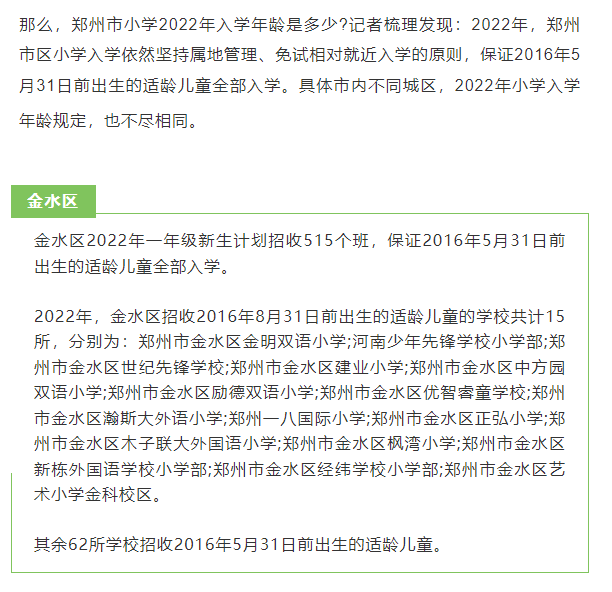 那么，郑州市小学2022年入学年龄是多少?记者梳理发现：2022年，郑州
市区小学入学依然坚持属地管理、免试相对就近入学的原则，保证2016年5
月31日前出生的适龄儿童全部入学。具体市内不同城区，2022年小学入学
年龄规定，也不尽相同。
金水区
金水区2022年一年级新生计划招收515个班，保证2016年5月31日前
出生的适龄儿童全部入学。
2022年，金水区招收2016年8月31日前出生的适龄儿童的学校共计15
所，分别为：郑州市金水区金明双语小学;河南少年先锋学校小学部;郑
州市金水区世纪先锋学校;郑州市金水区建业小学;郑州市金水区中方园
双语小学;郑州市金水区励德双语小学;郑州市金水区优智睿童学校;郑州
市金水区瀚斯大外语小学;郑州一八国际小学;郑州市金水区正弘小学;郑
州市金水区木子联大外国语小学;郑州市金水区枫湾小学;郑州市金水区
新栋外国语学校小学部;郑州市金水区经纬学校小学部;郑州市金水区艺
术小学金科校区。
其余62所学校招收2016年5月31日前出生的适龄儿童。